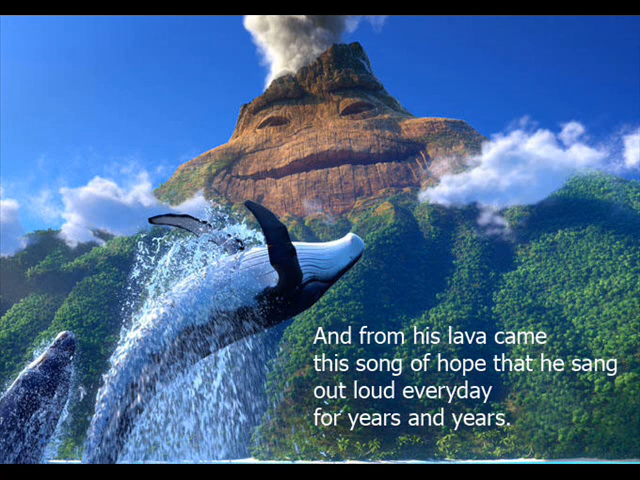 And from his lava came
this song of hope that he sang
out loud everyday
for years and years.